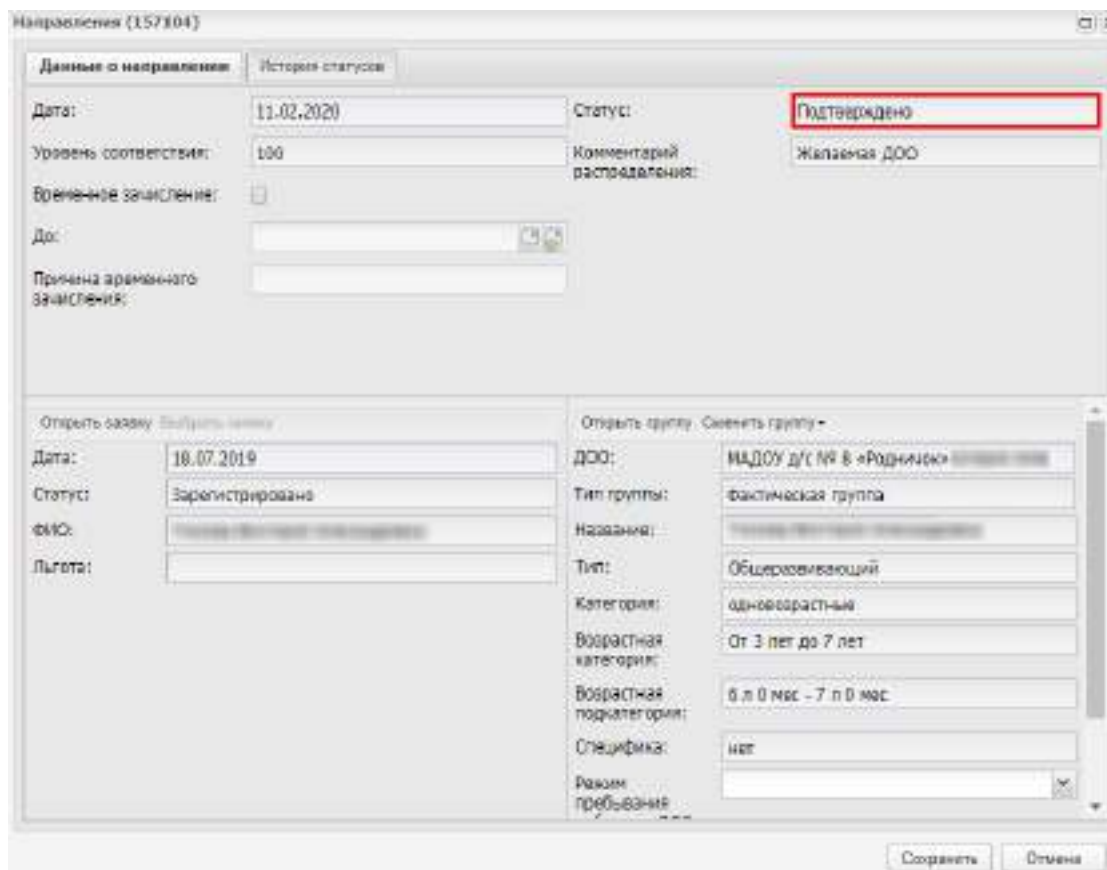 Направления (157104)
Данные о направлении История статусов
Дата: 11.02.2020 Статус: Подтверждено
Уровень соответствия: 100 Комментарий распределения: Желаемая ДОО
Временное зачисление:
До:
Причина временного
зачисления:
Открыть заявку Выбрать заявку
Дата: 18.07.2019
Статус: Зарегистрировано
ФИО:
Льгота:
Открыть группу Сменить группу
ДОО: МАДОУ д/с № 8 «Родничок»
Тип группы: Фактическая группа
Название:
Тип: Общеразвивающий
Категория: одновозрастные
Возрастная
категория: От 3 лет до 7 лет
Возрастная
подкатегория: 6 л 0 мес - 7 л 0 мес
Специфика: нет
Режим
пребывания
Сохранить Отмена